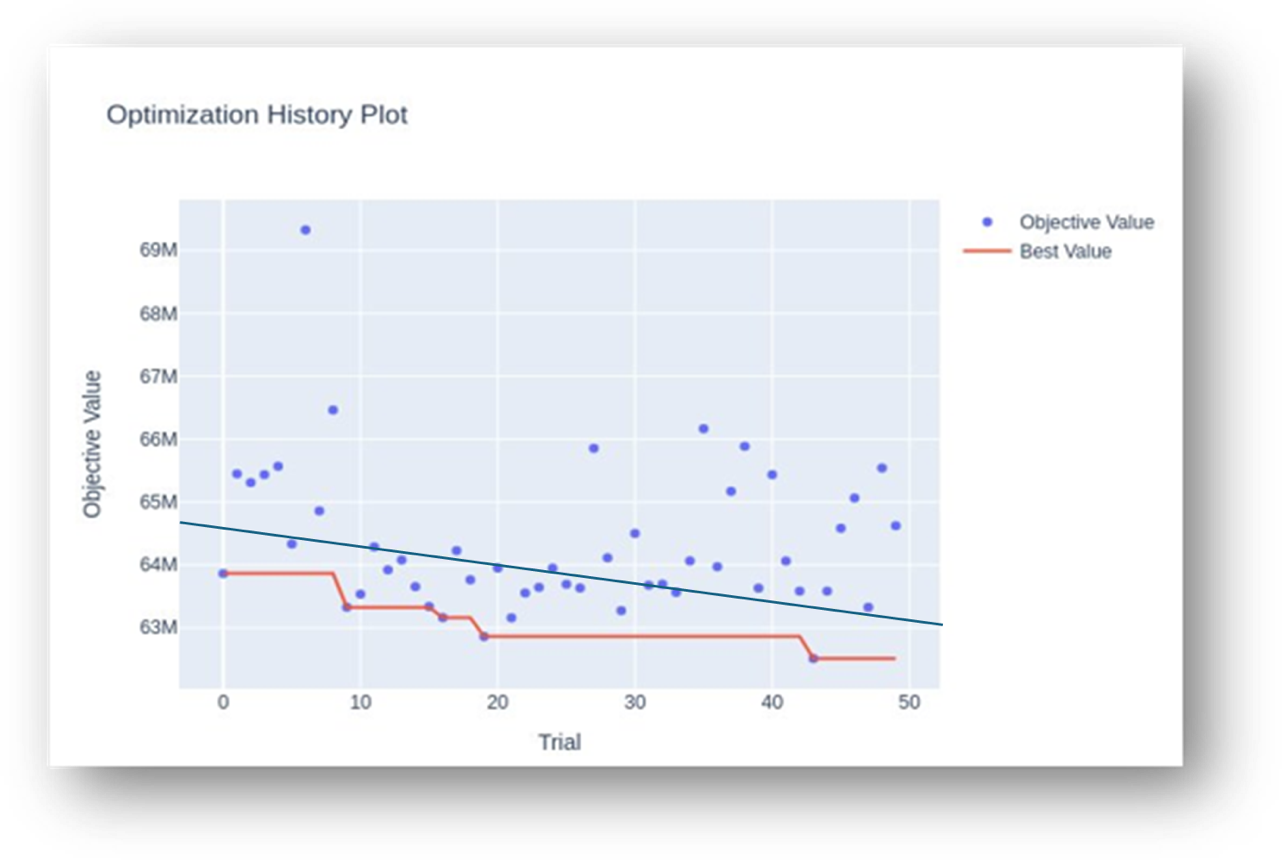 Optimization History Plot
Objective Value
Best Value
69M
68M
67M
66M
65M
64M
63M
Objective Value
0 10 20 30 40 50
Trial